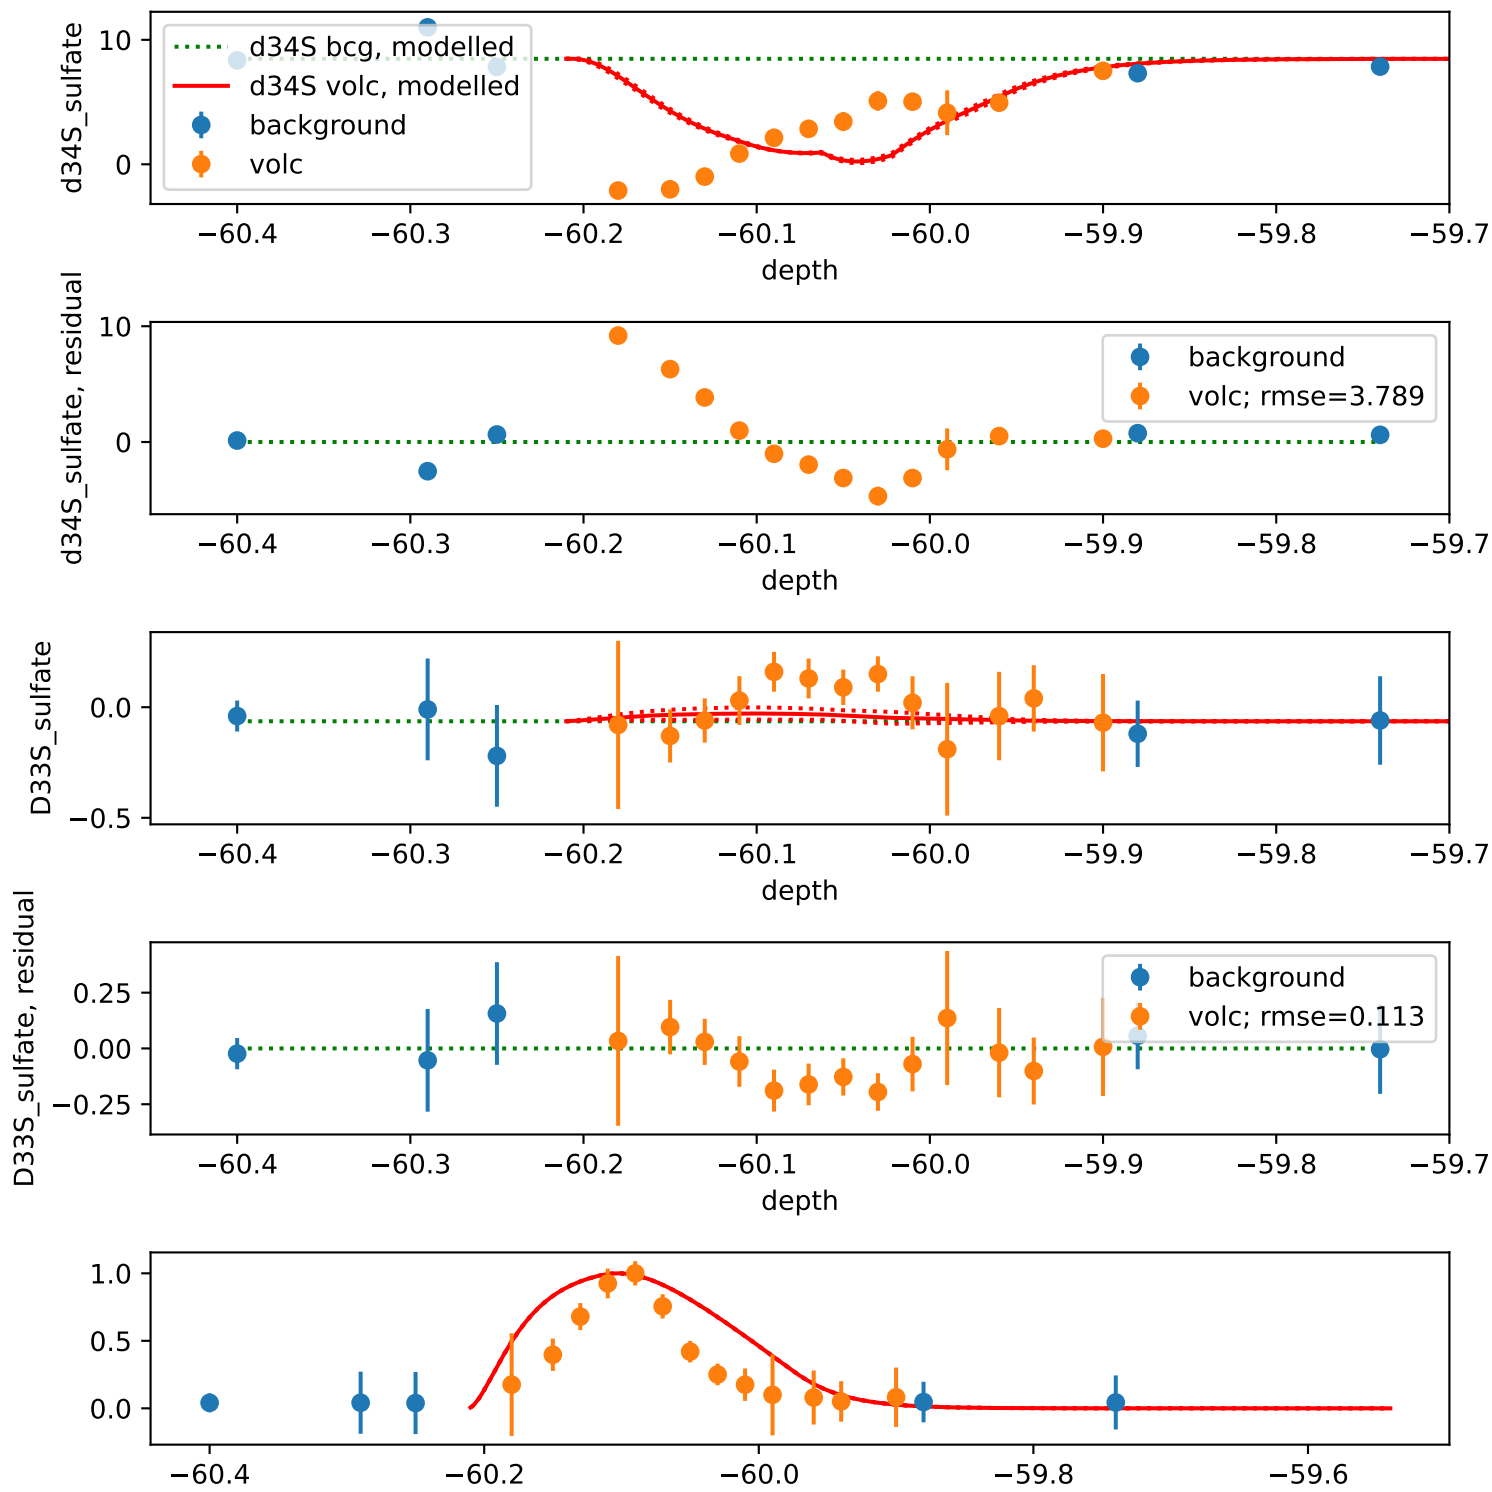 10
0
d34S_sulfate
d34S bcg, modelled
d34S volc, modelled
background
volc
−60.4 −60.3 −60.2 −60.1 −60.0 −59.9 −59.8 −59.7
depth
10
0
d34S_sulfate, residual
background
volc; rmse=3.789
−60.4 −60.3 −60.2 −60.1 −60.0 −59.9 −59.8 −59.7
depth
0.0
−0.5
D33S_sulfate
−60.4 −60.3 −60.2 −60.1 −60.0 −59.9 −59.8 −59.7
depth
0.25
0.00
−0.25
D33S_sulfate, residual
background
volc; rmse=0.113
−60.4 −60.3 −60.2 −60.1 −60.0 −59.9 −59.8 −59.7
depth
1.0
0.5
0.0
−60.4 −60.2 −60.0 −59.8 −59.6